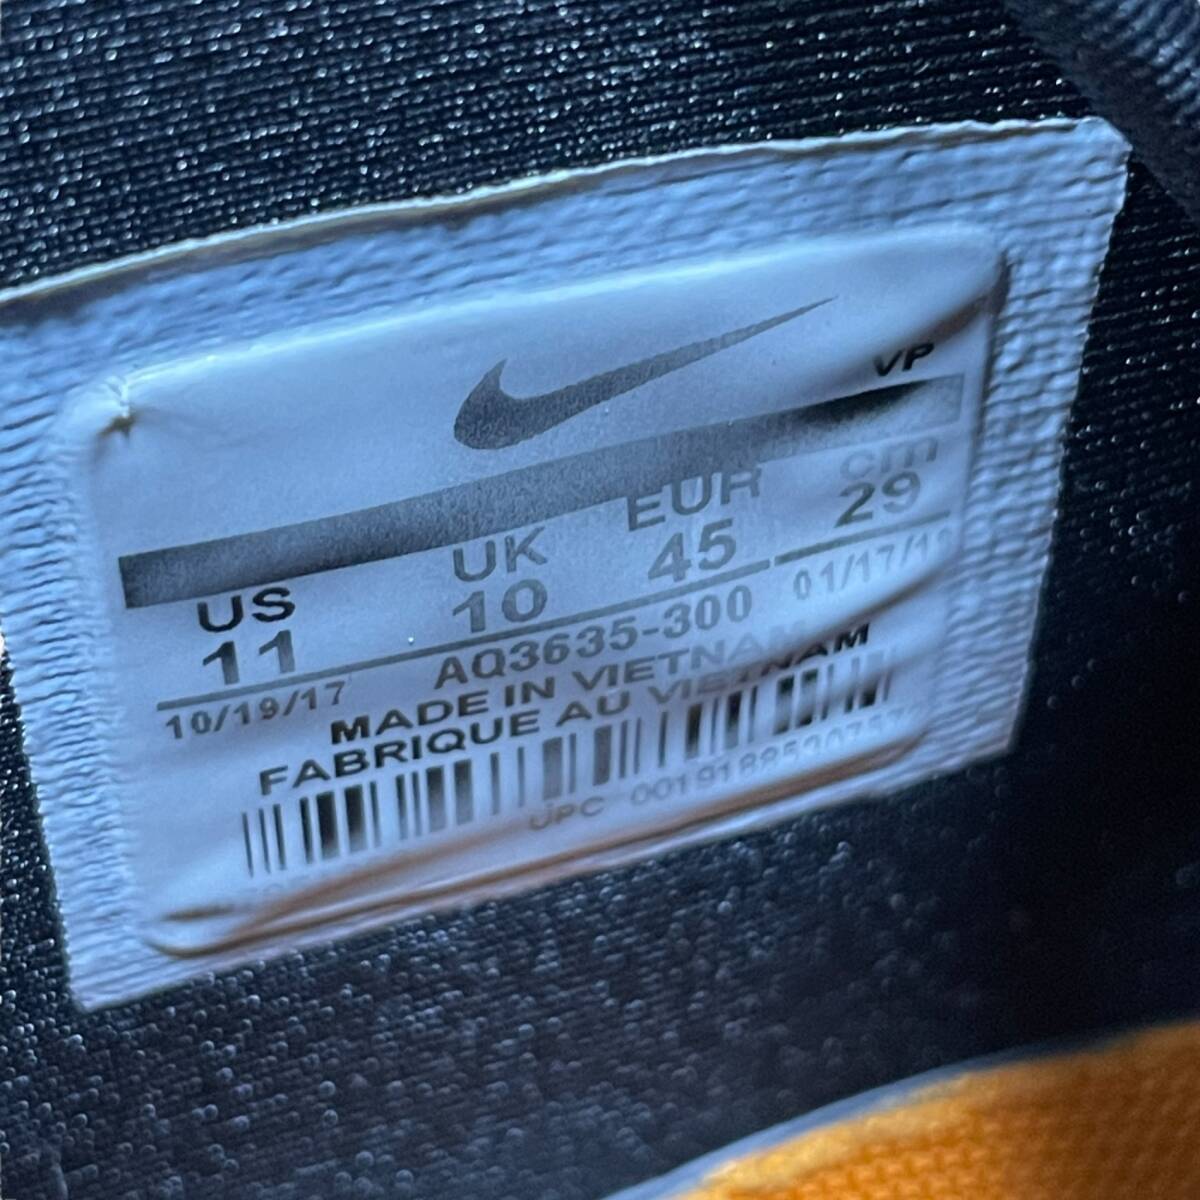 VP
US UK EUR cm
11 10 45 29
10/19/17 AQ3635-300
MADE IN VIETNAM
FABRIQUE AU VIETNAM
UPC